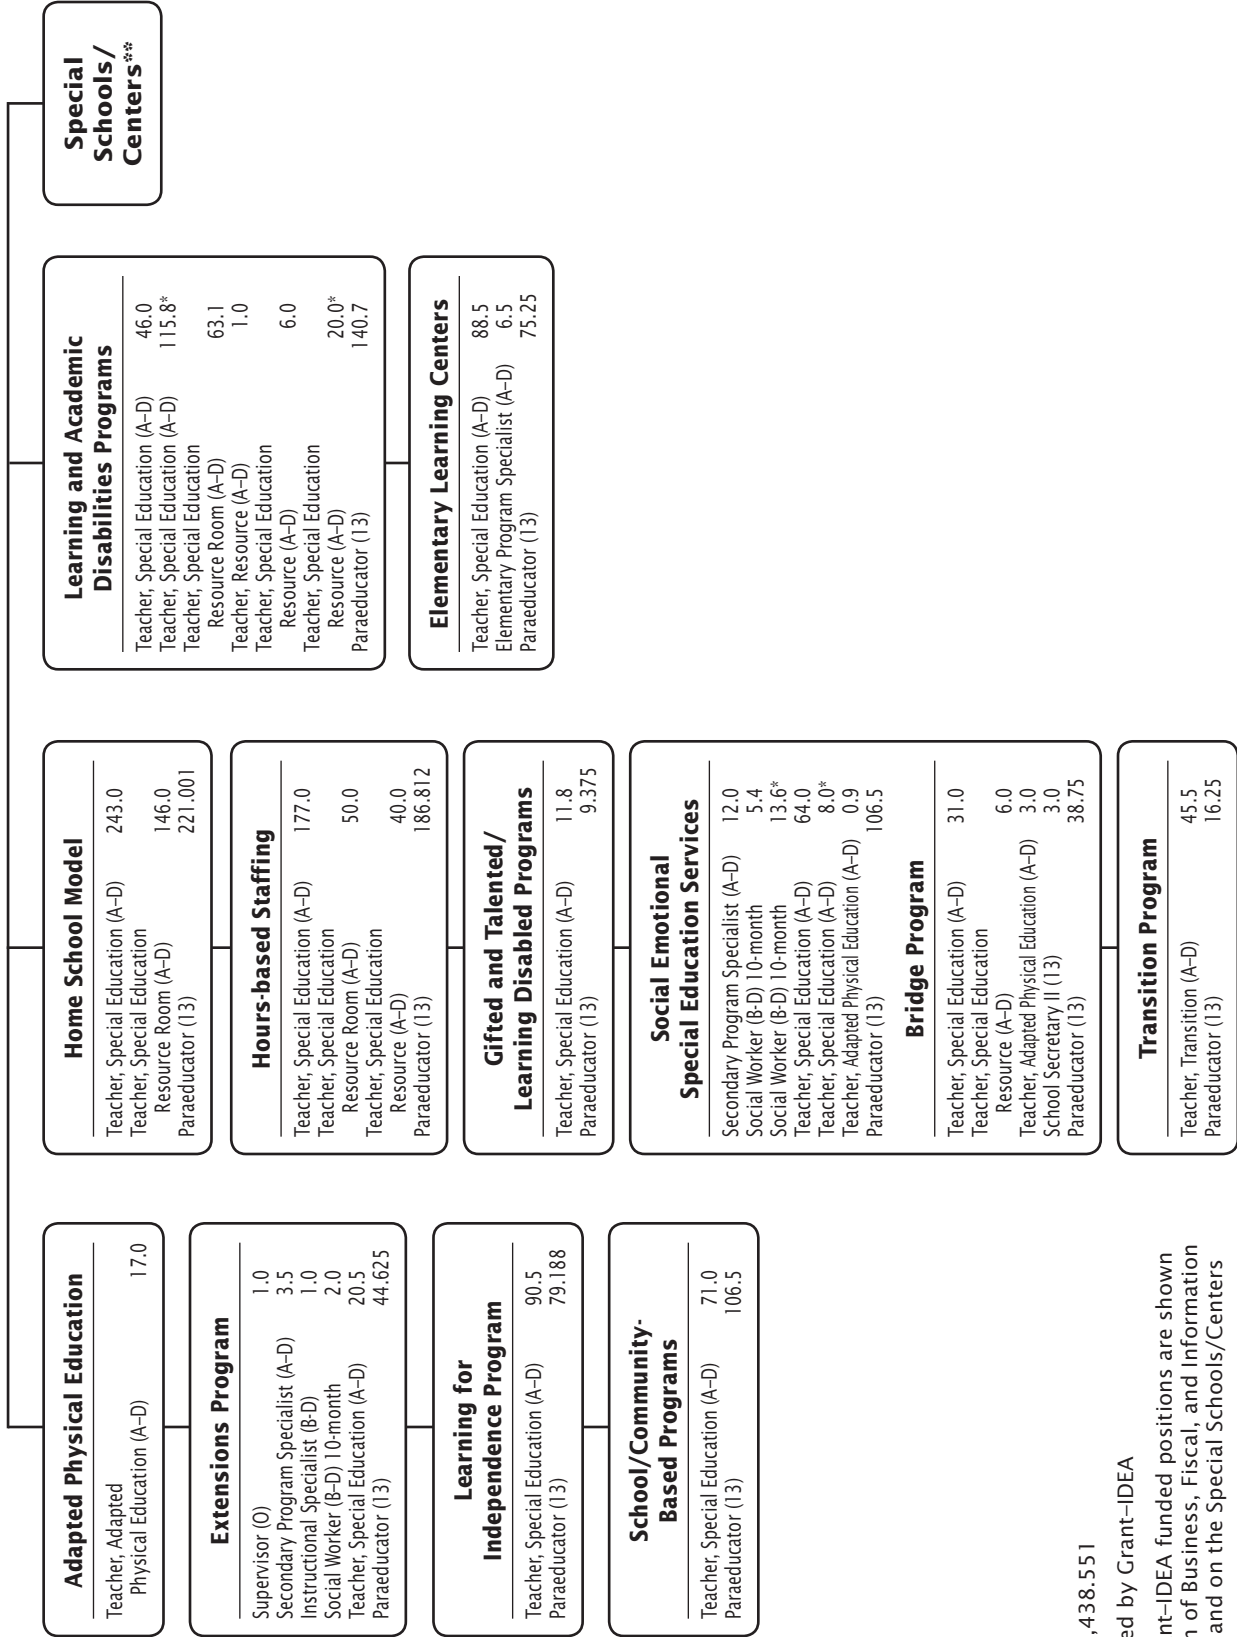 Adapted Physical Education
Teacher, Adapted
Physical Education (A–D) 17.0
Extensions Program
Supervisor (O) 1.0
Secondary Program Specialist (A–D) 3.5
Instructional Specialist (B-D) 1.0
Social Worker (B–D) 10-month 2.0
Teacher, Special Education (A–D) 20.5
Paraeducator (13) 44.625
Learning for
Independence Program
Teacher, Special Education (A–D) 90.5
Paraeducator (13) 79.188
School/Community-
Based Programs
Teacher, Special Education (A–D) 71.0
Paraeducator (13) 106.5
Home School Model
Teacher, Special Education (A–D) 243.0
Teacher, Special Education
Resource Room (A–D) 146.0
Paraeducator (13) 221.001
Hours-based Staffing
Teacher, Special Education (A–D) 177.0
Teacher, Special Education
Resource Room (A–D) 50.0
Teacher, Special Education
Resource (A–D) 40.0
Paraeducator (13) 186.812
Gifted and Talented/
Learning Disabled Programs
Teacher, Special Education (A–D) 11.8
Paraeducator (13) 9.375
Social Emotional
Special Education Services
Secondary Program Specialist (A–D) 12.0
Social Worker (B-D) 10-month 5.4
Social Worker (B-D) 10-month 13.6*
Teacher, Special Education (A–D) 64.0
Teacher, Special Education (A–D) 8.0*
Teacher, Adapted Physical Education (A–D) 0.9
Paraeducator (13) 106.5
Bridge Program
Teacher, Special Education (A–D) 31.0
Teacher, Special Education
Resource (A–D) 6.0
Teacher, Adapted Physical Education (A–D) 3.0
School Secretary II (13) 3.0
Paraeducator (13) 38.75
Transition Program
Teacher, Transition (A–D) 45.5
Paraeducator (13) 16.25
Learning and Academic
Disabilities Programs
Teacher, Special Education (A–D) 46.0
Teacher, Special Education (A–D) 115.8*
Teacher, Special Education
Resource Room (A–D) 63.1
Teacher, Resource (A–D) 1.0
Teacher, Special Education
Resource (A–D) 6.0
Teacher, Special Education
Resource (A–D) 20.0*
Paraeducator (13) 140.7
Elementary Learning Centers
Teacher, Special Education (A–D) 88.5
Elementary Program Specialist (A–D) 6.5
Paraeducator (13) 75.25
Special
Schools/
Centers**
,438.551
ed by Grant–IDEA
nt–IDEA funded positions are shown
n of Business, Fiscal, and Information
and on the Special Schools/Centers